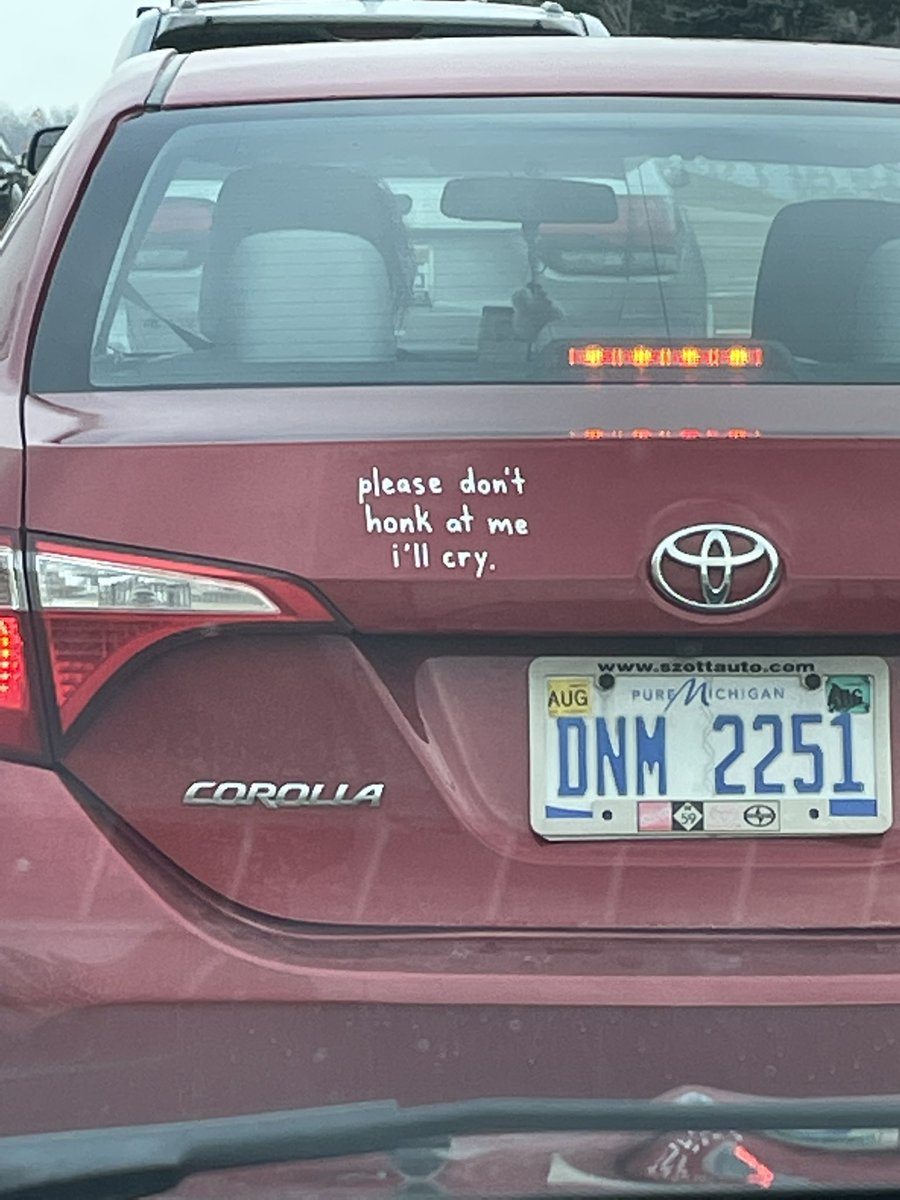 please don't
honk at me
i'll cry.
www.szottauto.com
AUG
PURE MICHIGAN
DNM 2251
COROLLA
59